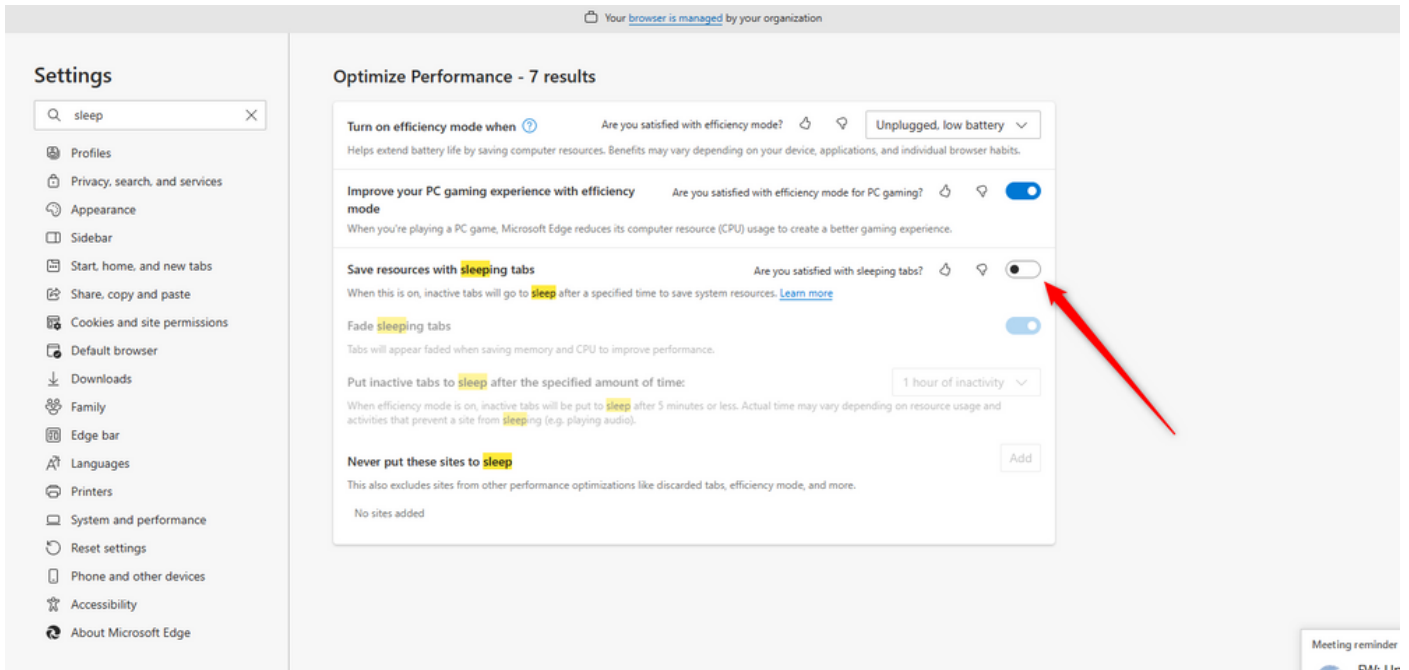 Your browser is managed by your organization
Settings
sleep
Profiles
Privacy, search, and services
Appearance
Sidebar
Start, home, and new tabs
Share, copy and paste
Cookies and site permissions
Default browser
Downloads
Family
Edge bar
Languages
Printers
System and performance
Reset settings
Phone and other devices
Accessibility
About Microsoft Edge
Optimize Performance - 7 results
Turn on efficiency mode when Are you satisfied with efficiency mode? Unplugged, low battery
Helps extend battery life by saving computer resources. Benefits may vary depending on your device, applications, and individual browser habits.
Improve your PC gaming experience with efficiency Are you satisfied with efficiency mode for PC gaming?
mode
When you're playing a PC game, Microsoft Edge reduces its computer resource (CPU) usage to create a better gaming experience.
Save resources with sleeping tabs Are you satisfied with sleeping tabs?
When this is on, inactive tabs will go to sleep after a specified time to save system resources. Learn more
Fade sleeping tabs
Tabs will appear faded when saving memory and CPU to improve performance.
Put inactive tabs to sleep after the specified amount of time: 1 hour of inactivity
When efficiency mode is on, inactive tabs will be put to sleep after 5 minutes or less. Actual time may vary depending on resource usage and
activities that prevent a site from sleeping (e.g. playing audio).
Never put these sites to sleep Add
This also excludes sites from other performance optimizations like discarded tabs, efficiency mode, and more.
No sites added
Meeting reminder